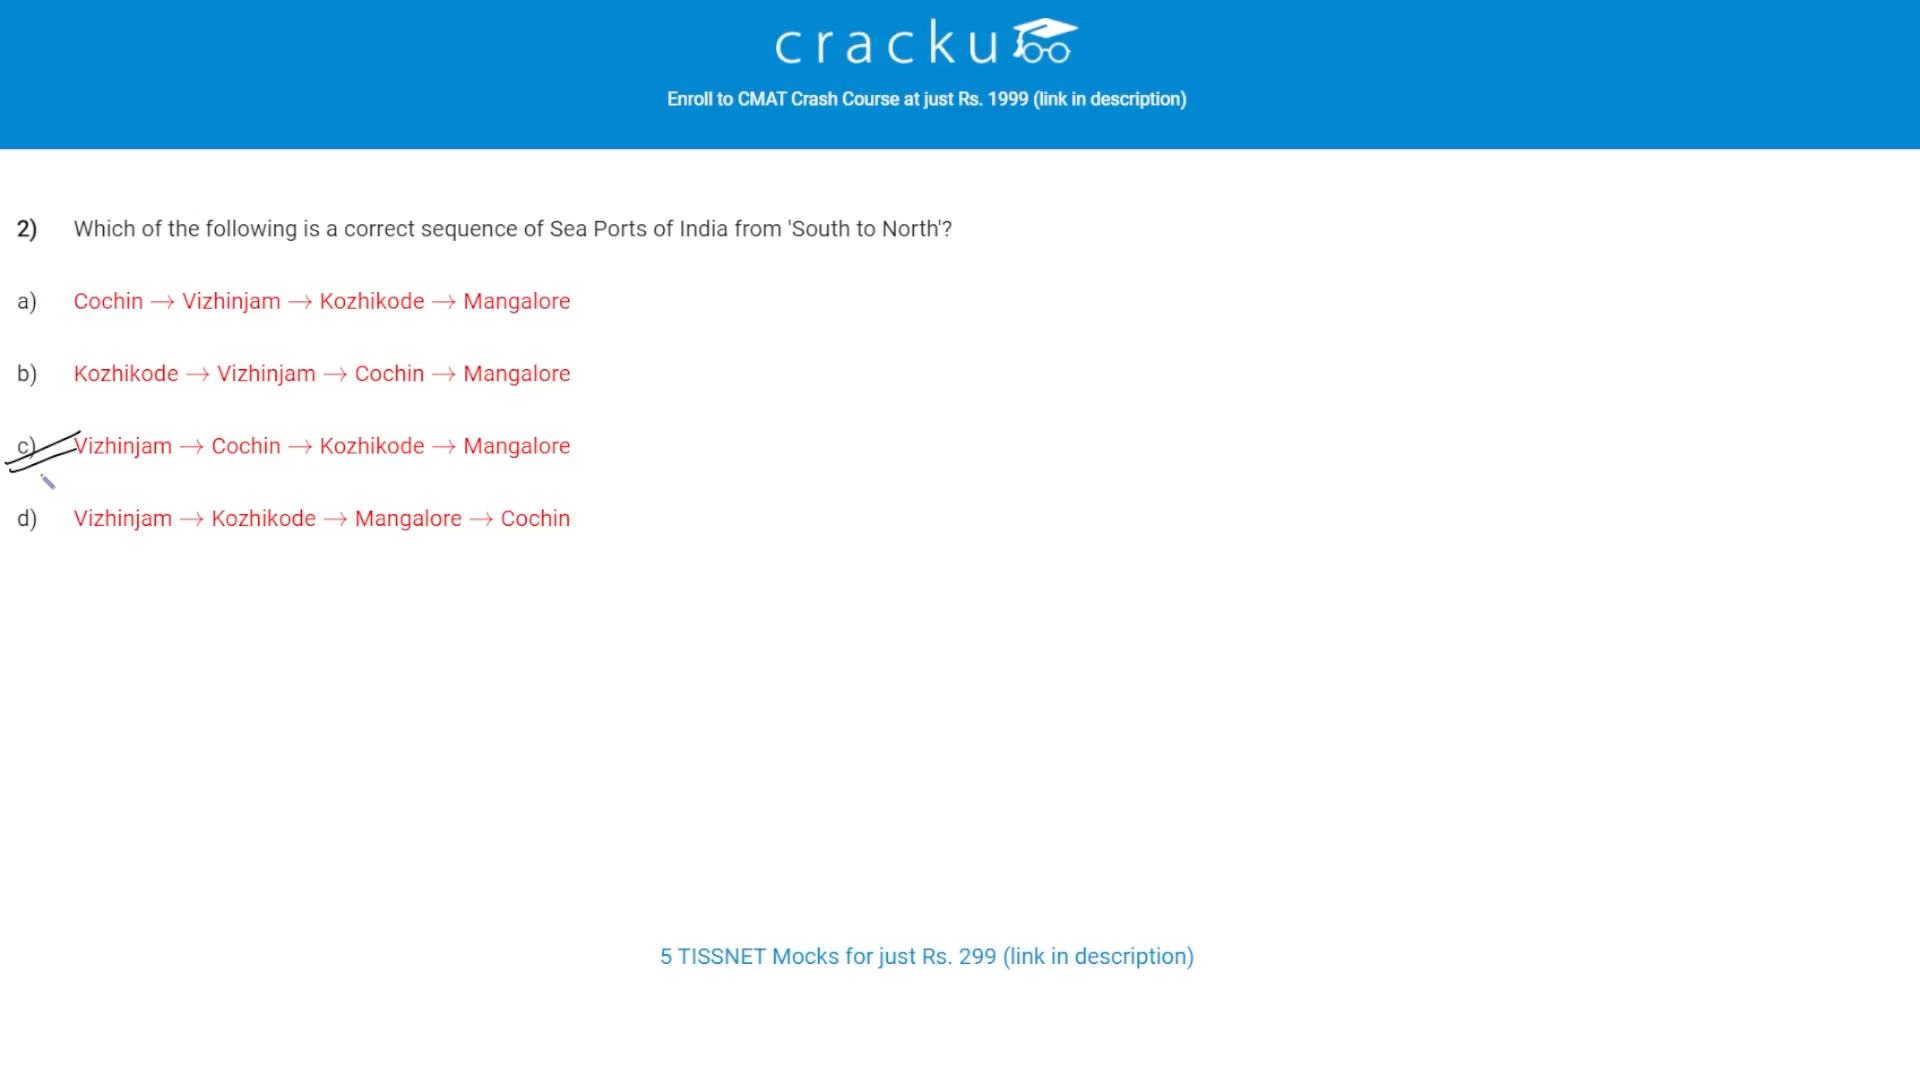 cracku
Enroll to CMAT Crash Course at just Rs. 1999 (link in description)
2) Which of the following is a correct sequence of Sea Ports of India from 'South to North'?
a) Cochin → Vizhinjam → Kozhikode → Mangalore
b) Kozhikode → Vizhinjam → Cochin → Mangalore
c) Vizhinjam → Cochin → Kozhikode → Mangalore
d) Vizhinjam → Kozhikode → Mangalore → Cochin
5 TISSNET Mocks for just Rs. 299 (link in description)